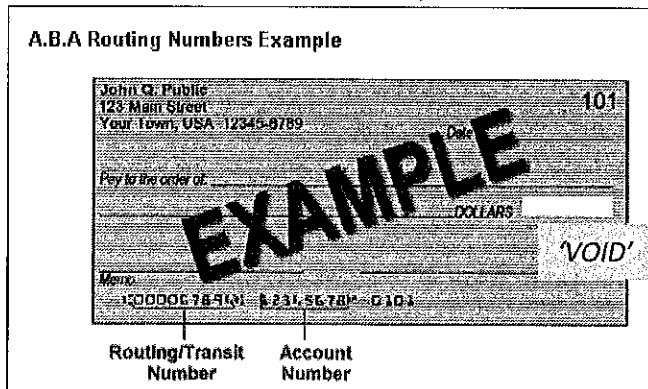 A.B.A Routing Numbers Example
John Q. Public
101
123 Main Street
Your Town, USA 12345-6789
Date
EXAMPLE
Pay to the order of:
DOLLARS
'VOID'
Memo
Routing/Transit Number
Account Number